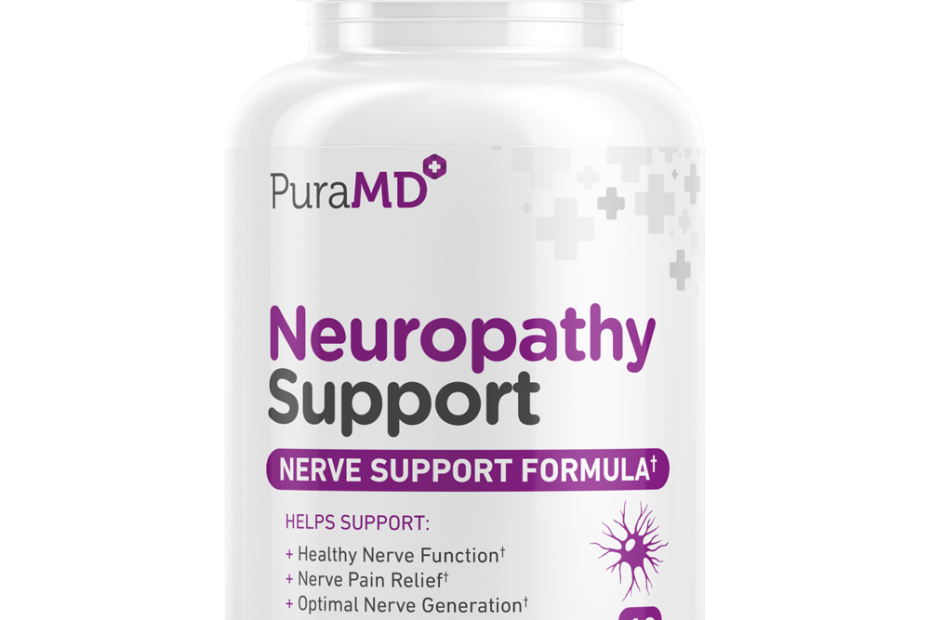 PuraMD
Neuropathy
Support
NERVE SUPPORT FORMULA†
HELPS SUPPORT:
+ Healthy Nerve Function†
+ Nerve Pain Relief†
+ Optimal Nerve Generation†